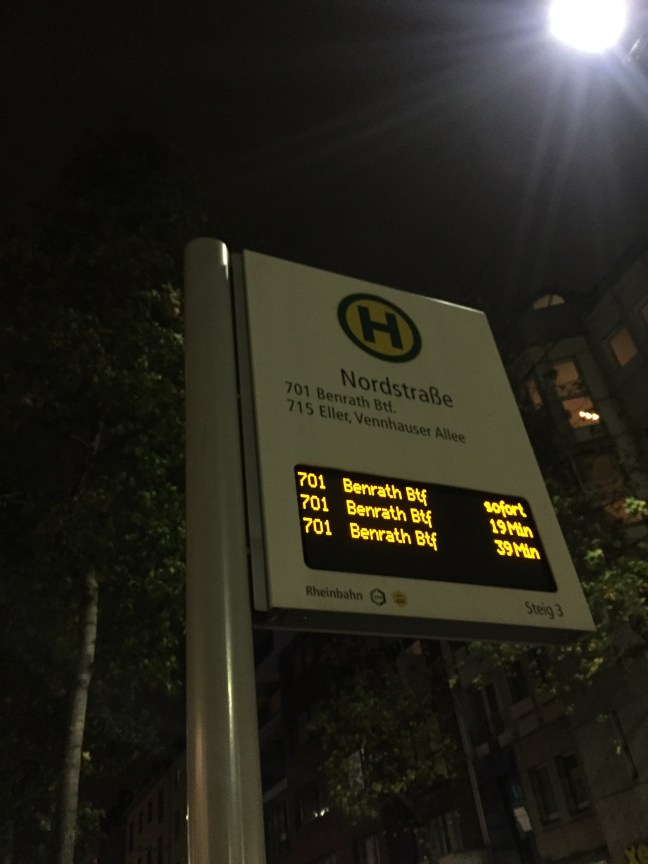 H
Nordstraße
701 Benrath Btf.
715 Eller, Vennhauser Allee
701 Benrath Btf sofort
701 Benrath Btf 19 Min
701 Benrath Btf 39 Min
Rheinbahn
Steig 3